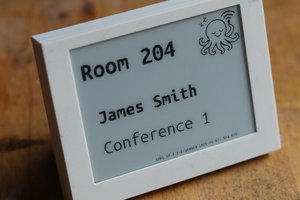 Room 204
James Smith
Conference 1